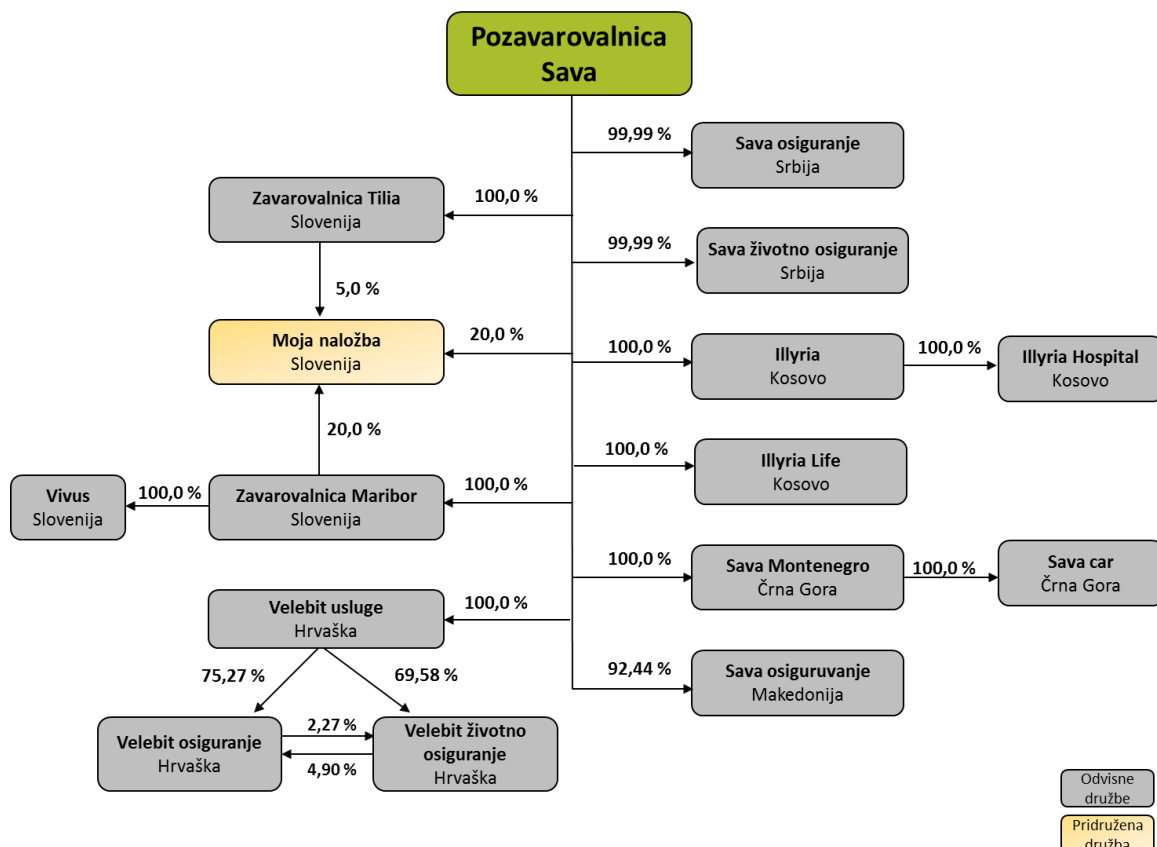 Pozavarovalnica
Sava
99,99 %
Sava osiguranje
Srbija
Zavarovalnica Tilia
Slovenija
100,0 %
99,99 %
Sava životno osiguranje
Srbija
5,0 %
Moja naložba
Slovenija
20,0 %
100,0 %
Illyria
Kosovo
100,0 %
Illyria Hospital
Kosovo
20,0 %
100,0 %
Illyria Life
Kosovo
Vivus
Slovenija
100,0 %
Zavarovalnica Maribor
Slovenija
100,0 %
100,0 %
Sava Montenegro
Črna Gora
100,0 %
Sava car
Črna Gora
Velebit usluge
Hrvaška
100,0 %
75,27 %
69,58 %
92,44 %
Sava osiguruvanje
Makedonija
Velebit osiguranje
Hrvaška
2,27 %
4,90 %
Velebit životno
osiguranje
Hrvaška
Odvisne
družbe
Pridružena
družba